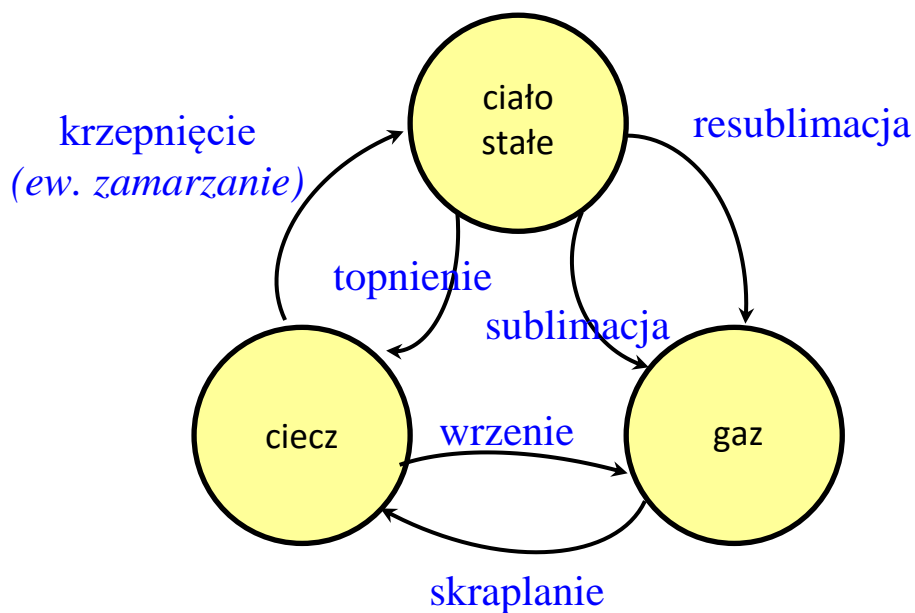 ciało
stałe
krzepnięcie
(ew. zamarzanie)
resublimacja
topnienie
sublimacja
ciecz
wrzenie
gaz
skraplanie